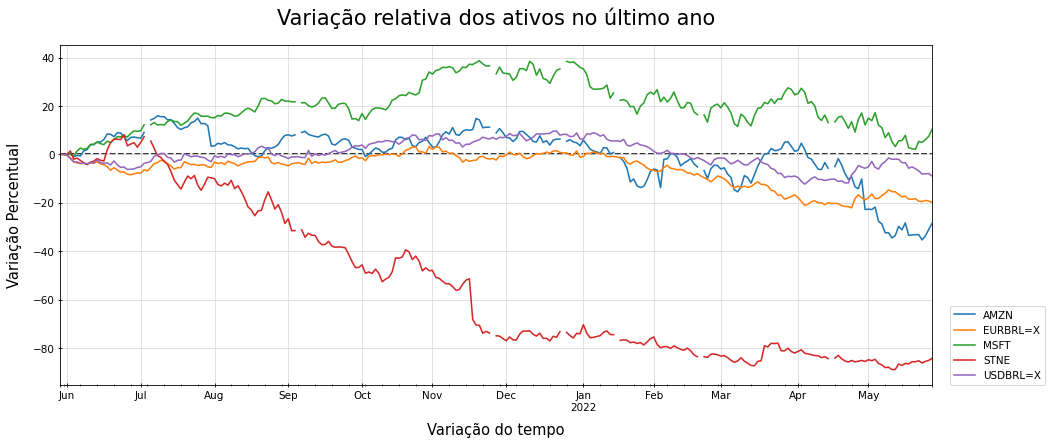 Variação relativa dos ativos no último ano
Variação Percentual
40
20
0
−20
−40
−60
−80
Jun Jul Aug Sep Oct Nov Dec Jan Feb Mar Apr May
2022
Variação do tempo
AMZN
EURBRL=X
MSFT
STNE
USDBRL=X